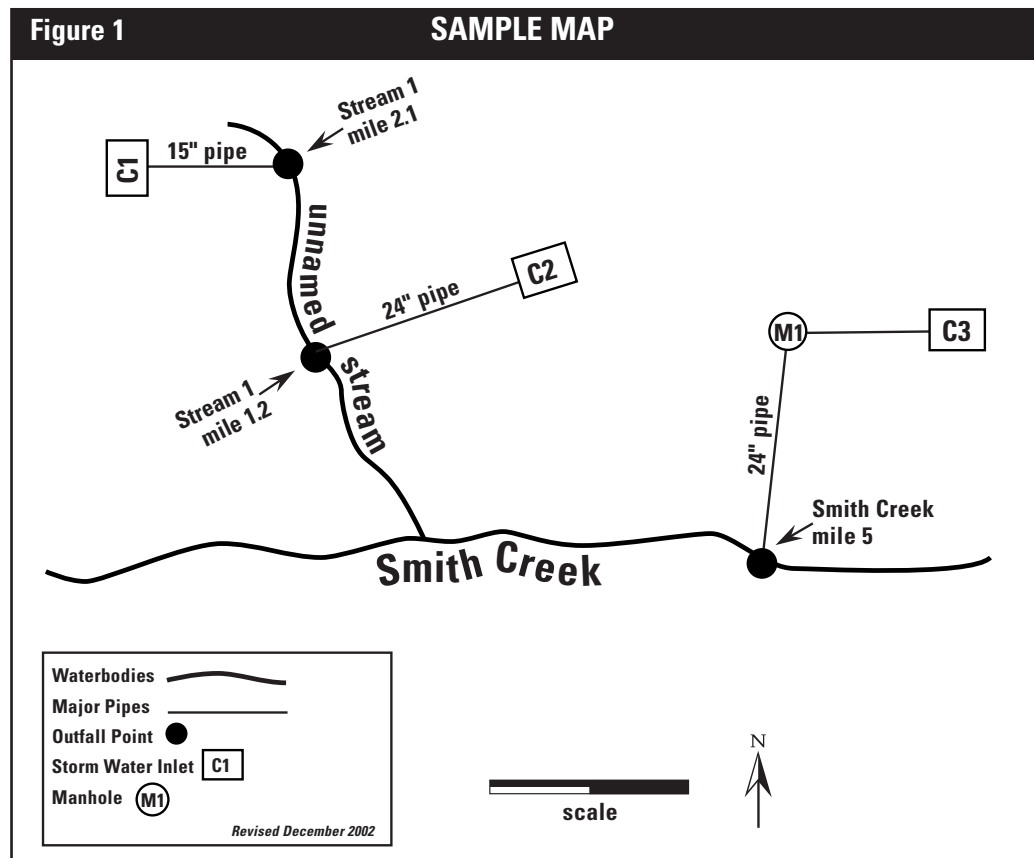 Figure 1
SAMPLE MAP
Stream 1
mile 2.1
15" pipe
C1
unnamed
stream
24" pipe
C2
Stream 1
mile 1.2
M1
C3
24" pipe
Smith Creek
mile 5
Smith Creek
Waterbodies
Major Pipes
Outfall Point
Storm Water Inlet C1
Manhole M1
Revised December 2002
N
scale